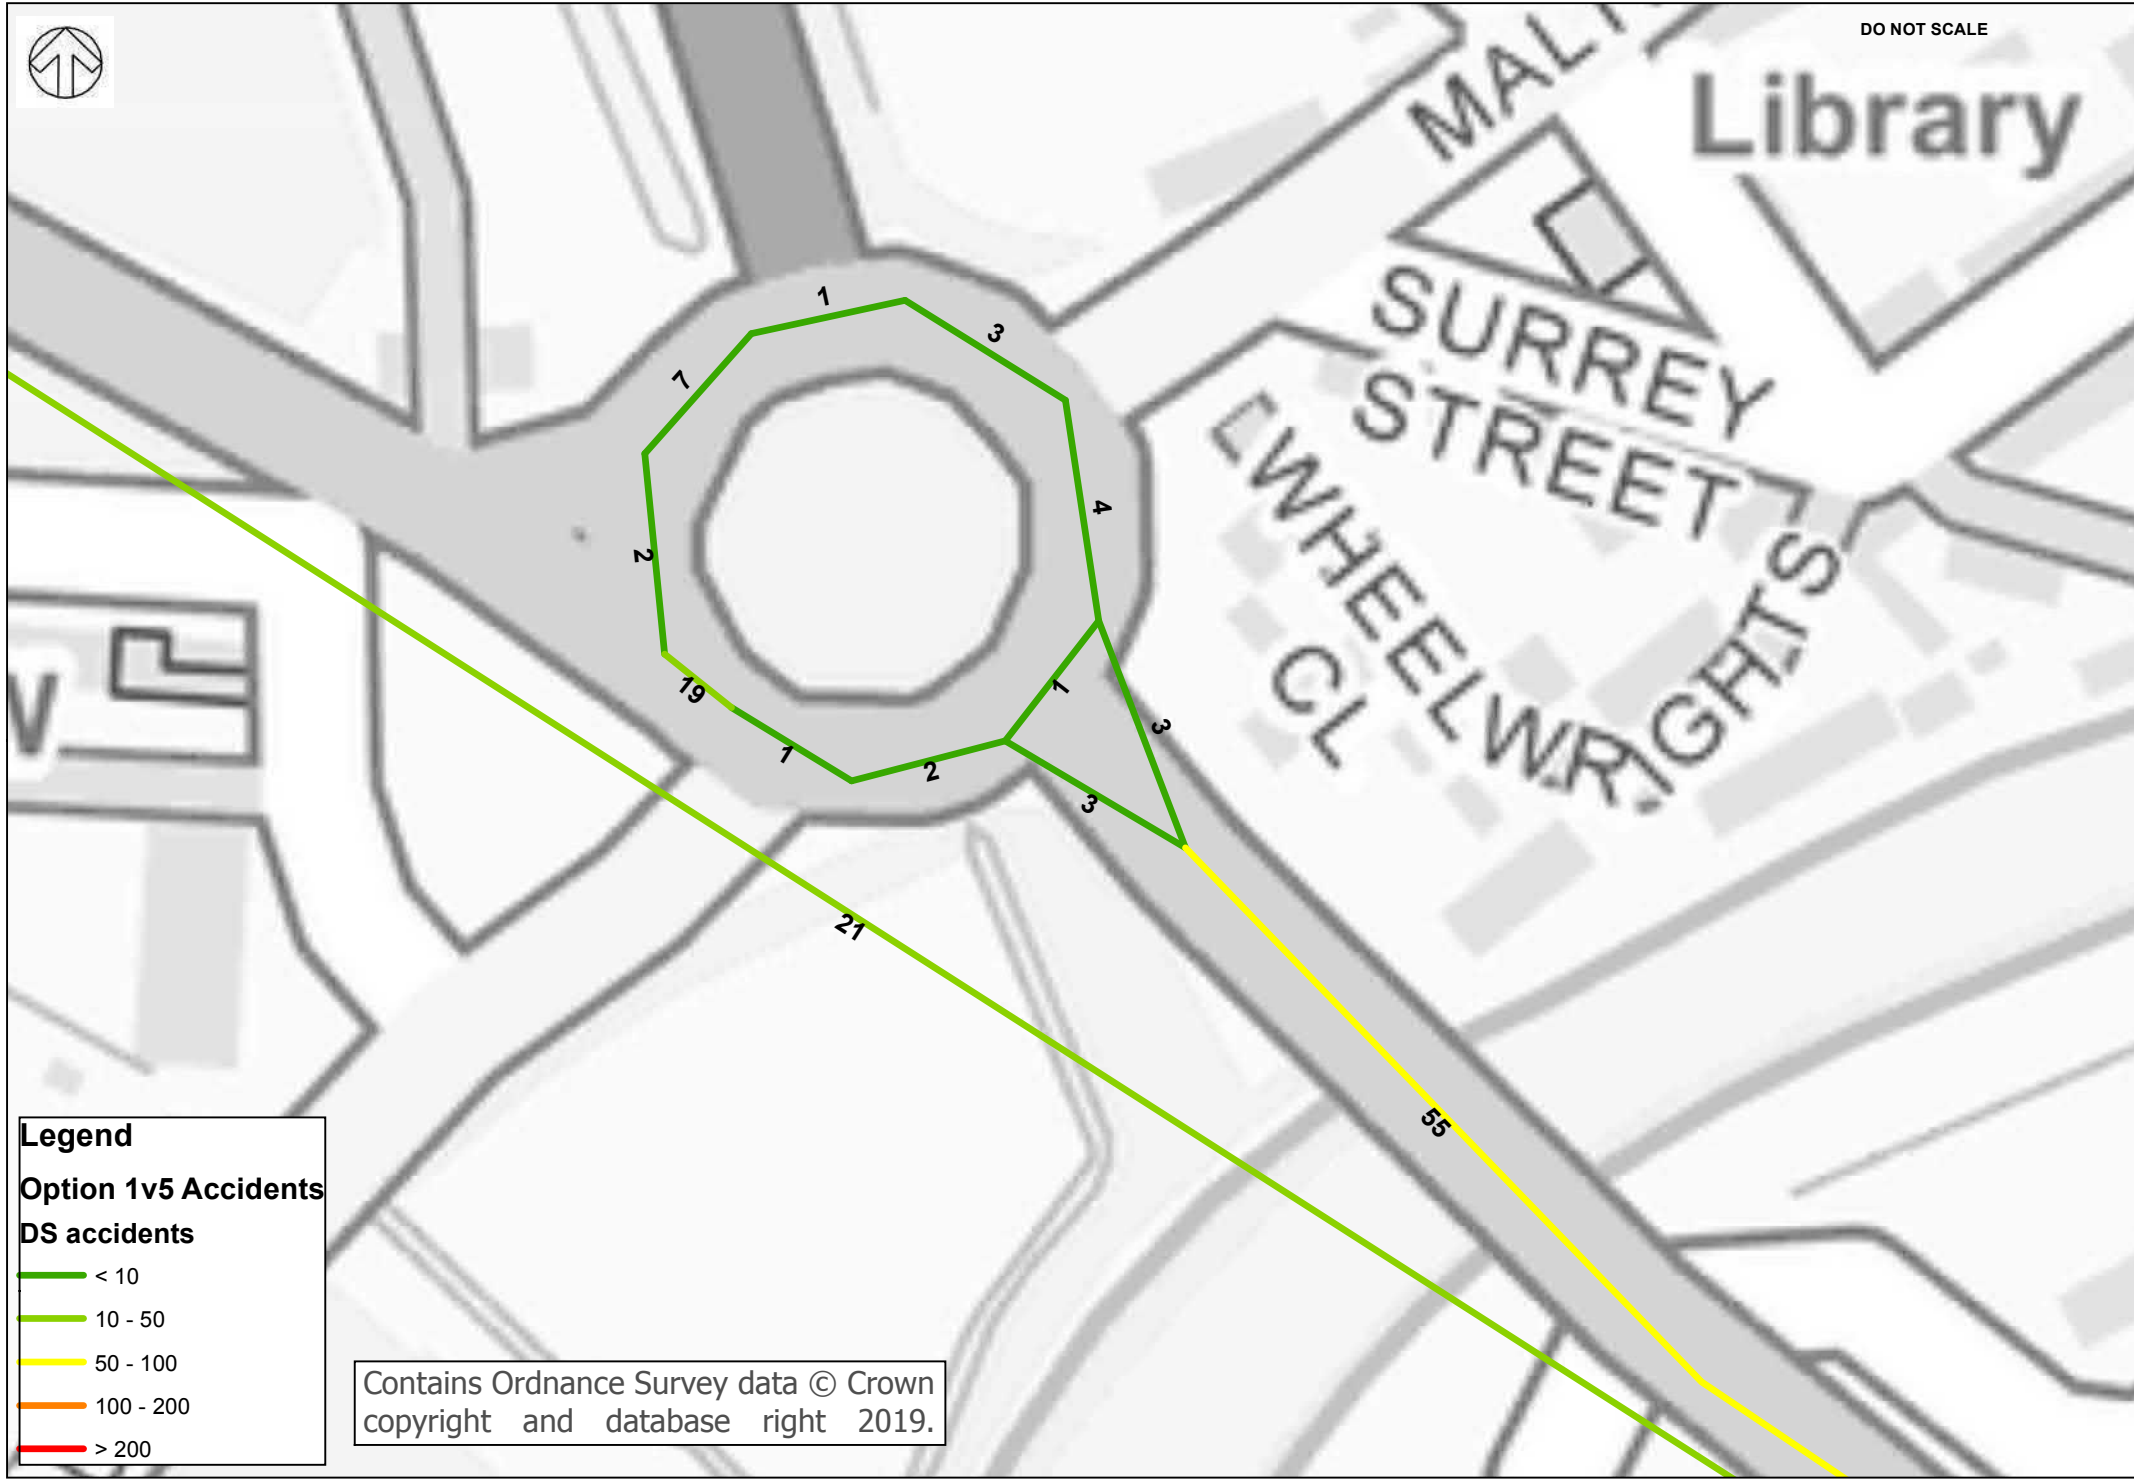 DO NOT SCALE
Library
SURREY
STREET
WHEELWRIGHTS
CL
1
3
7
4
2
19
1
2
1
3
3
21
55
Legend
Option 1v5 Accidents
DS accidents
< 10
10 - 50
50 - 100
100 - 200
> 200
Contains Ordnance Survey data © Crown
copyright and database right 2019.